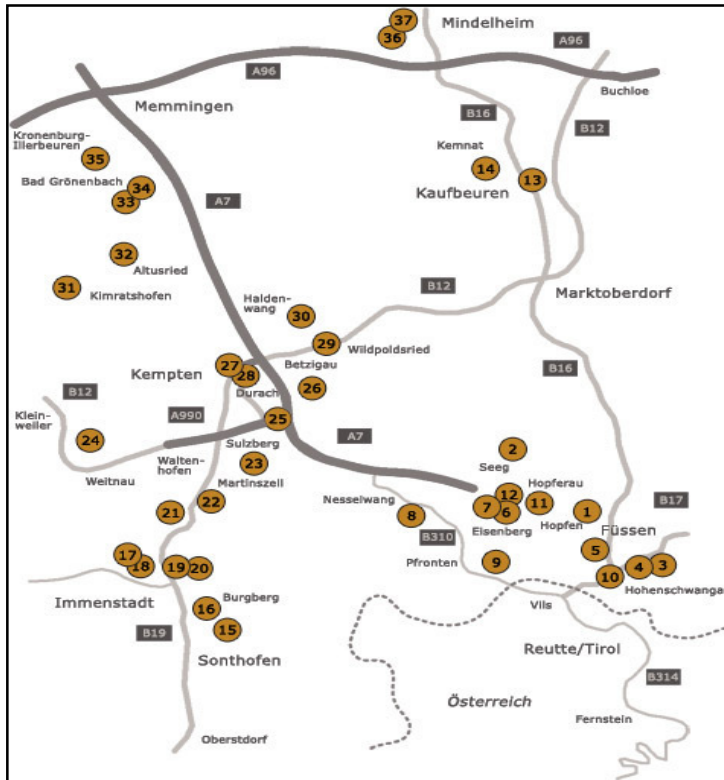 37
Mindelheim
36
A96
A96
Memmingen
Buchloe
B16
B12
Kronenburg-
Illerbeuren
35
Kemnat
14
13
Bad Grönenbach
34
33
Kaufbeuren
A7
32
Altusried
31
Kimratshofen
B12
Marktoberdorf
Halden-
wang
30
29
Wildpoldsried
Betzigau
Kempten
27
28
Durach
26
B16
B12
A990
Klein-
weiler
24
25
Sulzberg
Walten-
hofen
Weitnau
23
Martinszell
A7
2
Seeg
22
21
Nesselwang
8
12
7
6
Hopferau
11
Eisenberg
Hopfen
1
B17
Füssen
B310
5
17
18
19
20
Pfronten
9
10
4
3
Hohenschwangau
Immenstadt
16
Burgberg
15
Vils
B19
Sonthofen
Reutte/Tirol
B314
Österreich
Fernstein
Oberstdorf